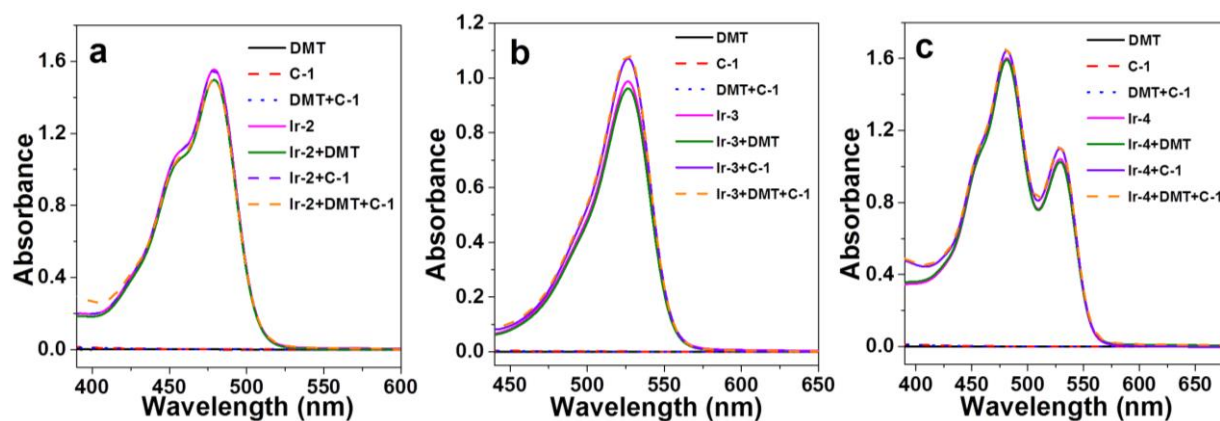 a
DMT
C-1
DMT+C-1
Ir-2
Ir-2+DMT
Ir-2+C-1
Ir-2+DMT+C-1
1.6
1.2
0.8
0.4
0.0
Absorbance
400 450 500 550 600
Wavelength (nm)
b
DMT
C-1
DMT+C-1
Ir-3
Ir-3+DMT
Ir-3+C-1
Ir-3+DMT+C-1
1.2
1.0
0.8
0.6
0.4
0.2
0.0
Absorbance
450 500 550 600 650
Wavelength (nm)
c
DMT
C-1
DMT+C-1
Ir-4
Ir-4+DMT
Ir-4+C-1
Ir-4+DMT+C-1
1.6
1.2
0.8
0.4
0.0
Absorbance
400 450 500 550 600 650
Wavelength (nm)